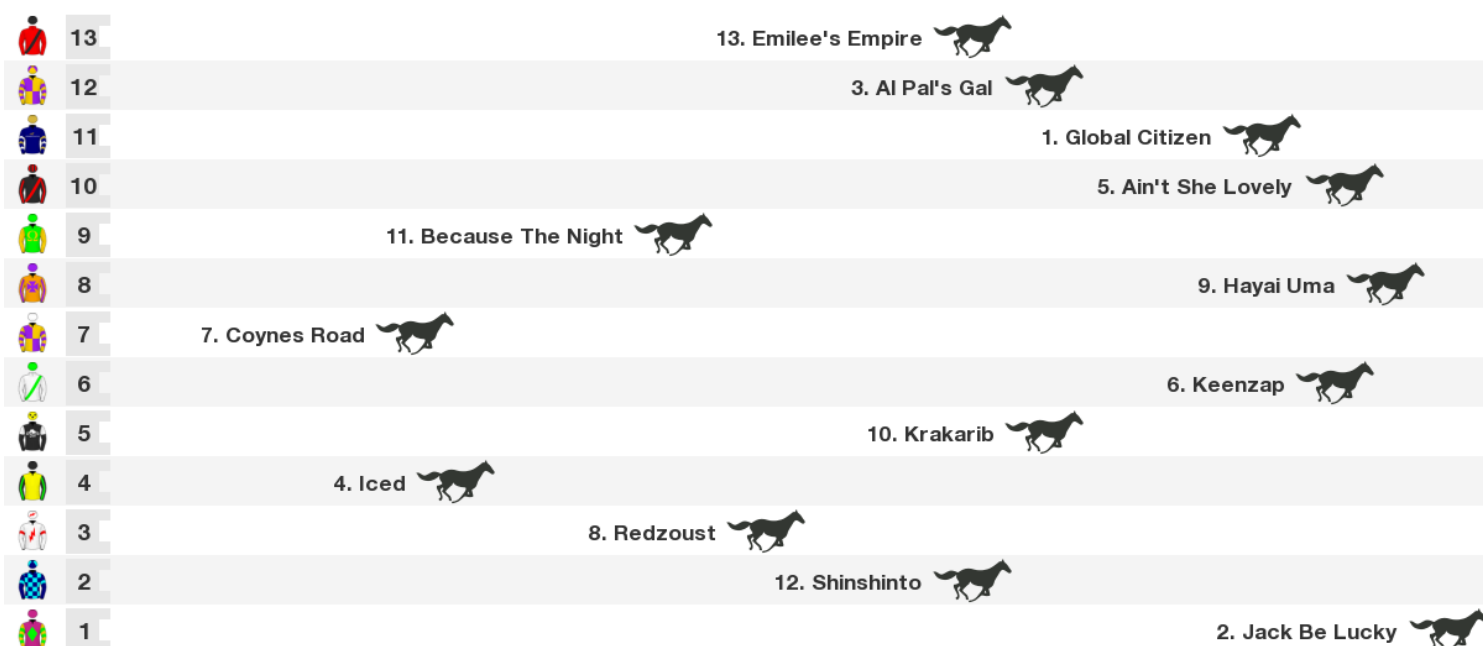 13 13. Emilee's Empire
12 3. Al Pal's Gal
11 1. Global Citizen
10 5. Ain't She Lovely
9 11. Because The Night
8 9. Hayai Uma
7 7. Coynes Road
6 6. Keenzap
5 10. Krakarib
4 4. Iced
3 8. Redzoust
2 12. Shinshinto
1 2. Jack Be Lucky